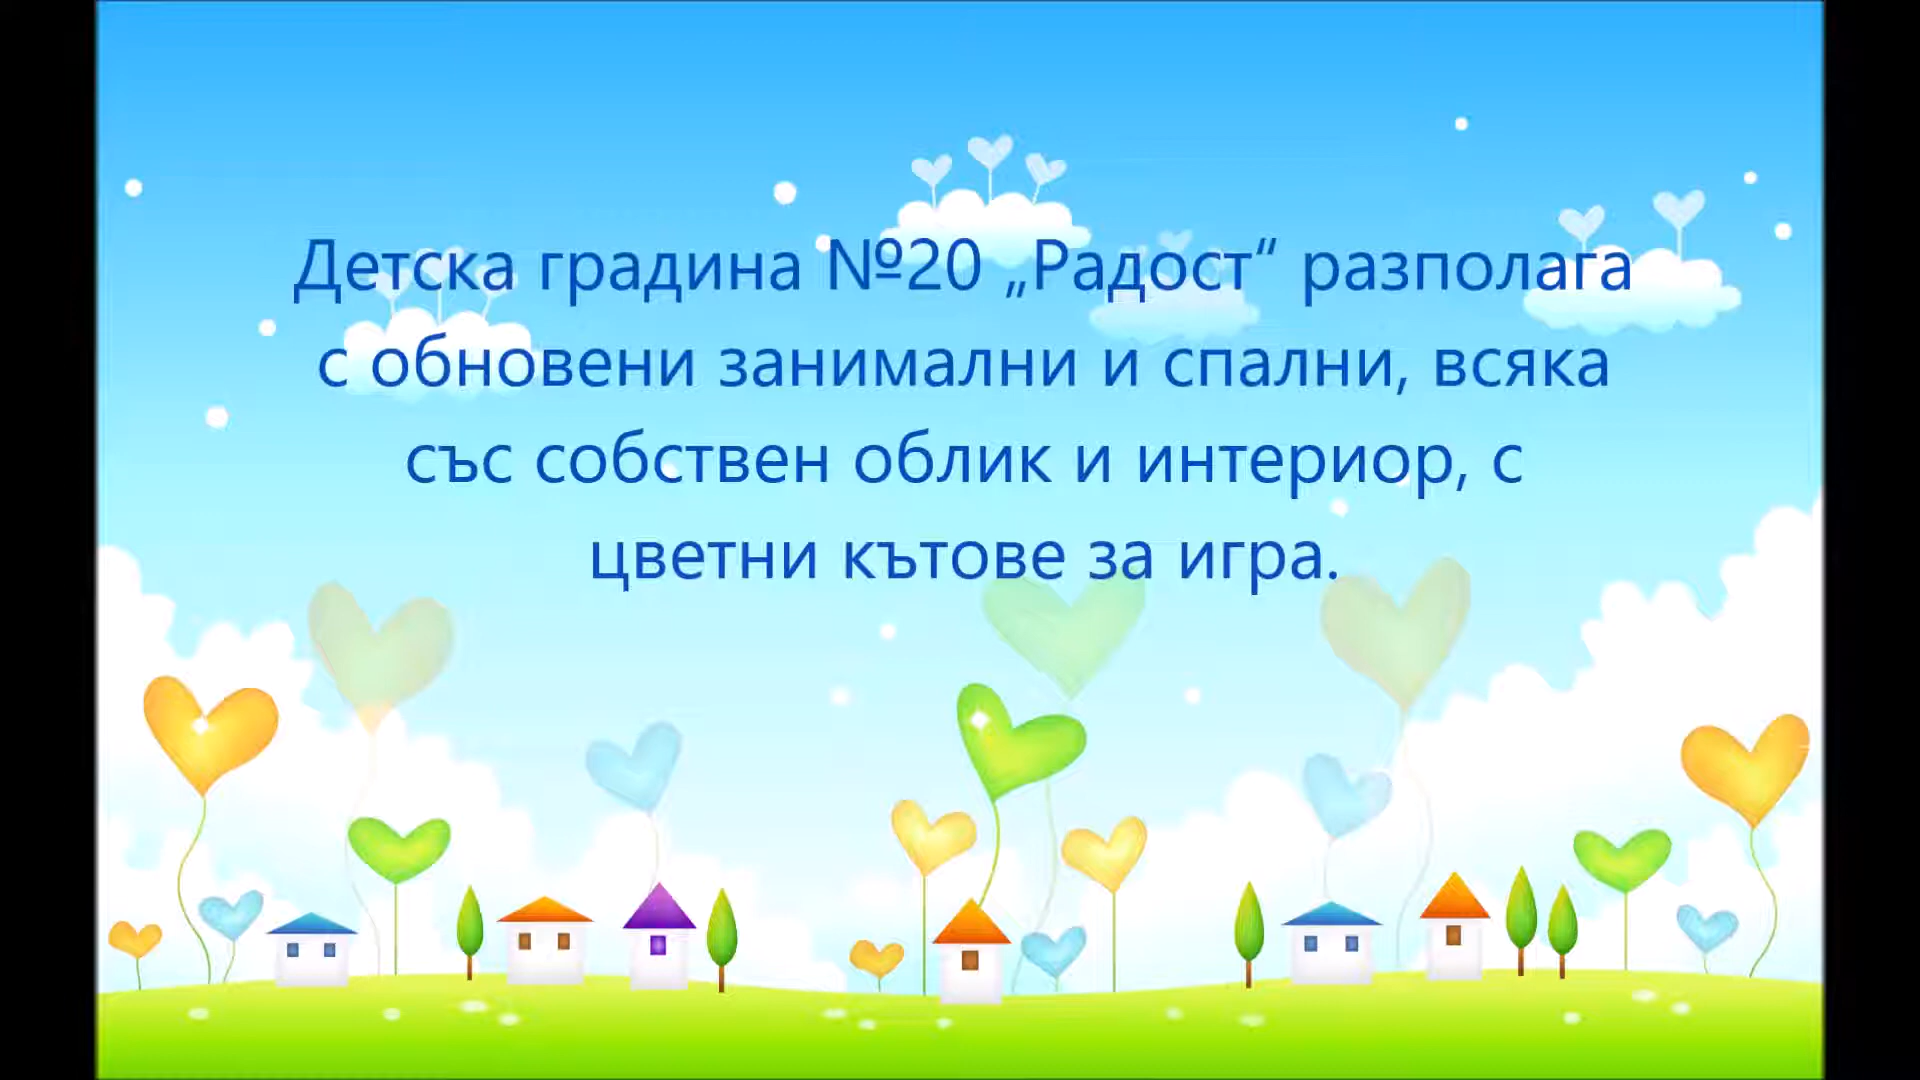 Детска градина №20 „Радост“ разполага
с обновени занимални и спални, всяка
със собствен облик и интериор, с
цветни кътове за игра.